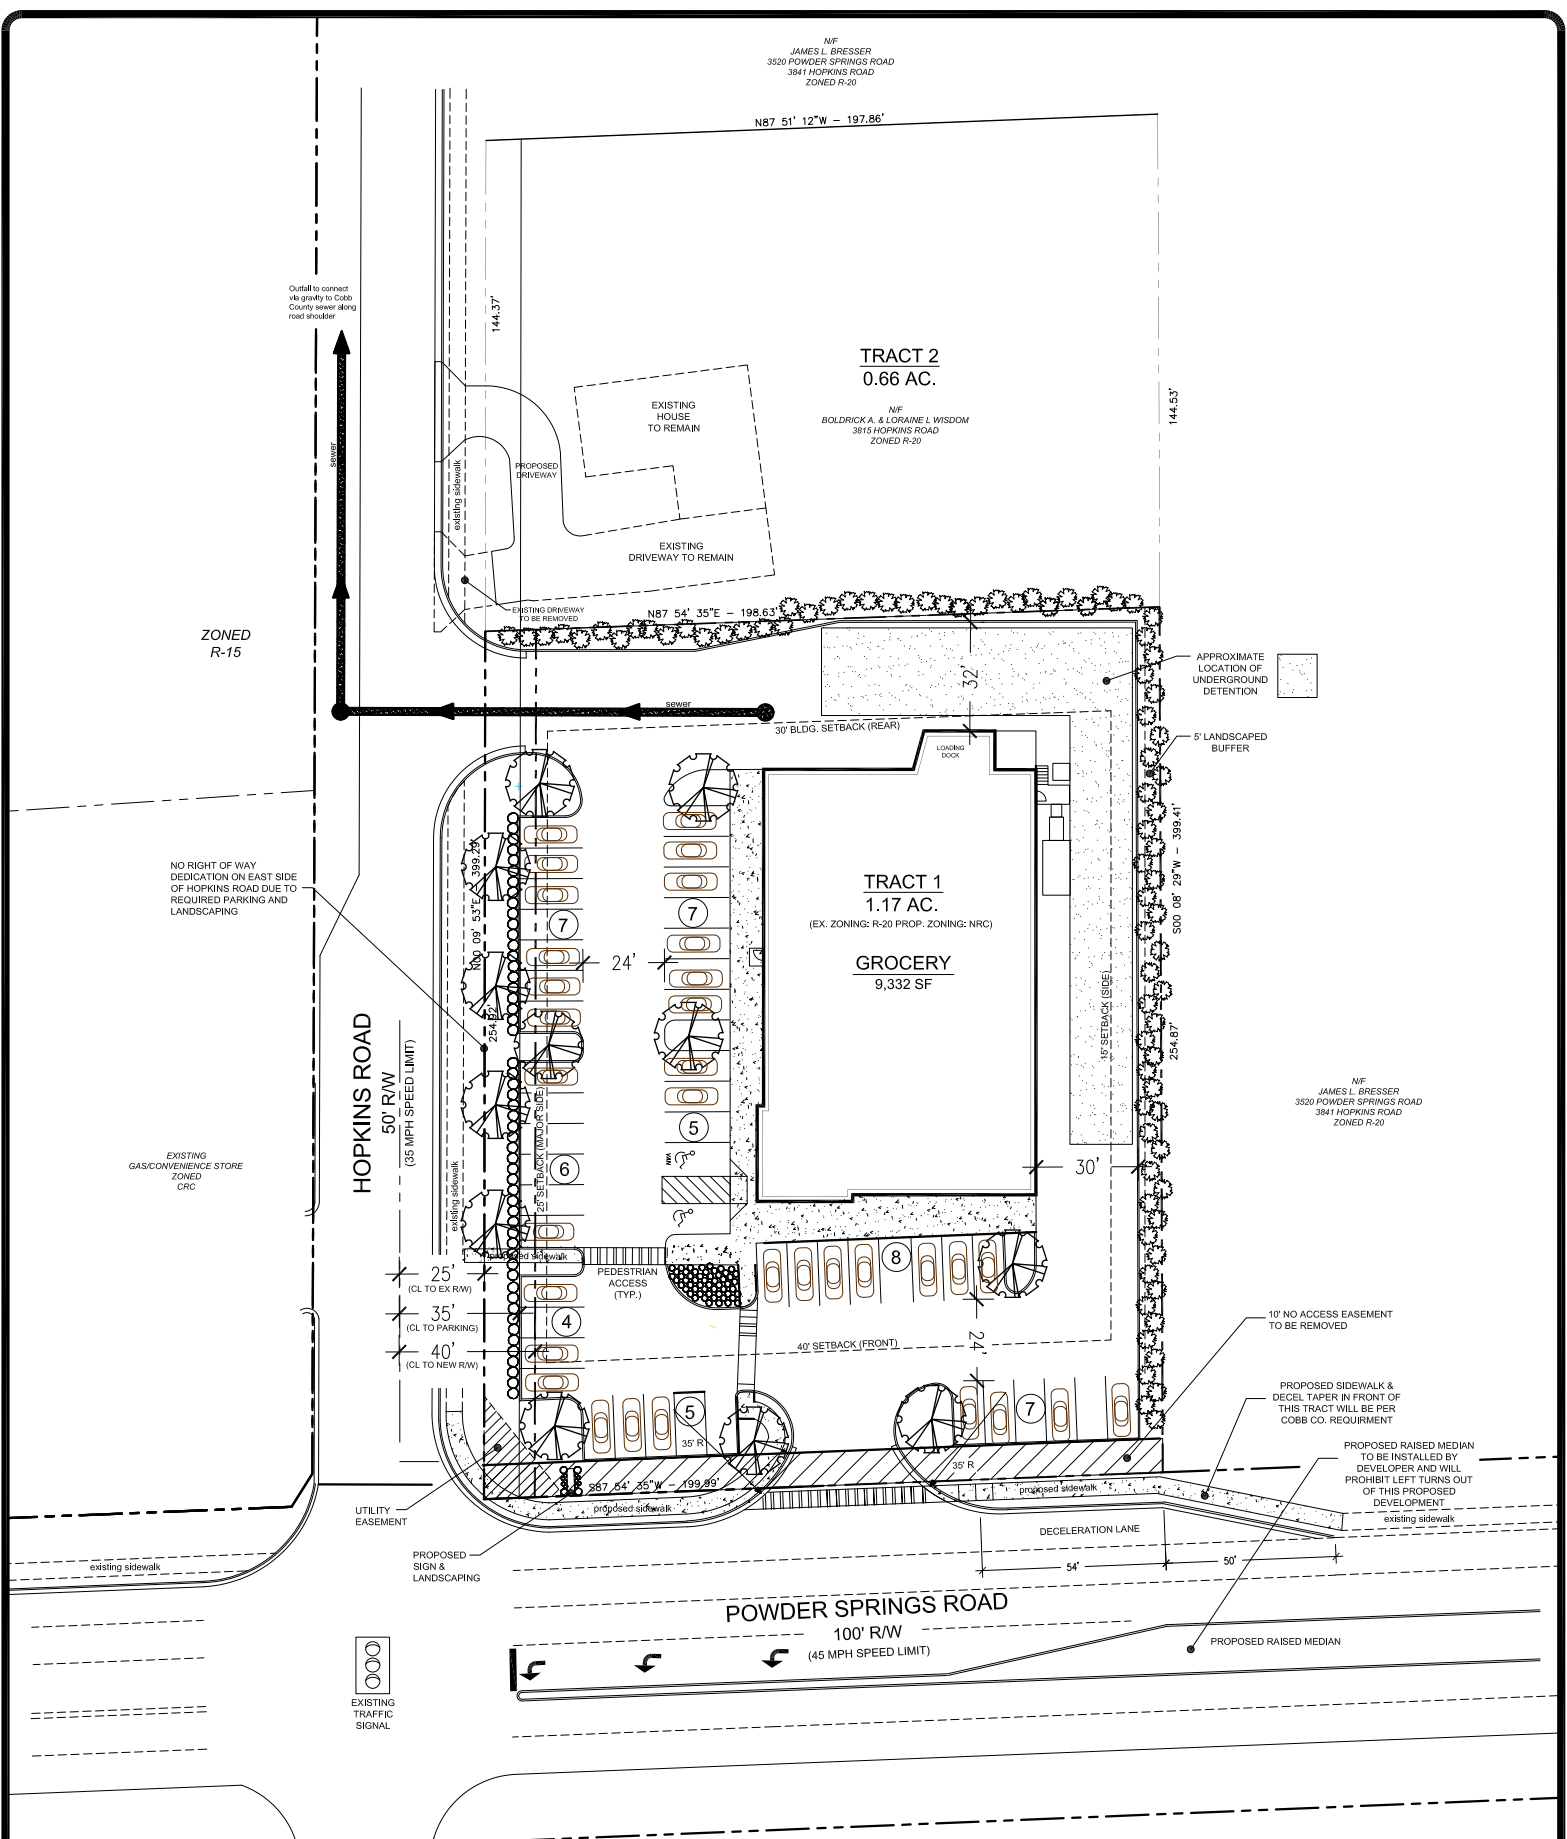 N/F
JAMES L. BRESSER
3520 POWDER SPRINGS ROAD
3841 HOPKINS ROAD
ZONED R-20
N87 51' 12"W - 197.86'
Outfall to connect
via gravity to Cobb
County sewer along
road shoulder
144.37'
TRACT 2
0.66 AC.
N/F
BOLDRICK A. & LORAINE L WISDOM
3815 HOPKINS ROAD
ZONED R-20
144.53'
EXISTING
HOUSE
TO REMAIN
sewer
existing sidewalk
PROPOSED
DRIVEWAY
EXISTING
DRIVEWAY TO REMAIN
EXISTING DRIVEWAY
TO BE REMOVED
N87 54' 35"E - 198.63'
ZONED
R-15
32'
APPROXIMATE
LOCATION OF
UNDERGROUND
DETENTION
sewer
30' BLDG. SETBACK (REAR)
LOADING
DOCK
5' LANDSCAPED
BUFFER
S00 08' 29"W - 399.41'
N00 09' 53"E - 399.29'
NO RIGHT OF WAY
DEDICATION ON EAST SIDE
OF HOPKINS ROAD DUE TO
REQUIRED PARKING AND
LANDSCAPING
TRACT 1
1.17 AC.
(EX. ZONING: R-20 PROP. ZONING: NRC)
GROCERY
9,332 SF
7
7
24'
254.92'
15' SETBACK (SIDE)
254.87'
HOPKINS ROAD
50' R/W
(35 MPH SPEED LIMIT)
N/F
JAMES L. BRESSER
3520 POWDER SPRINGS ROAD
3841 HOPKINS ROAD
ZONED R-20
EXISTING
GAS/CONVENIENCE STORE
ZONED
CRC
5
VAN
6
25' SETBACK (MAJOR SIDE)
30'
existing sidewalk
proposed sidewalk
PEDESTRIAN
ACCESS
(TYP.)
8
25'
(CL TO EX R/W)
35'
(CL TO PARKING)
40'
(CL TO NEW R/W)
4
40' SETBACK (FRONT)
24'
10' NO ACCESS EASEMENT
TO BE REMOVED
PROPOSED SIDEWALK &
DECEL TAPER IN FRONT OF
THIS TRACT WILL BE PER
COBB CO. REQUIRMENT
5
35' R
7
35' R
PROPOSED RAISED MEDIAN
TO BE INSTALLED BY
DEVELOPER AND WILL
PROHIBIT LEFT TURNS OUT
OF THIS PROPOSED
DEVELOPMENT
S87 54' 35"W - 199.99'
proposed sidewalk
proposed sidewalk
existing sidewalk
UTILITY
EASEMENT
DECELERATION LANE
54'
50'
PROPOSED
SIGN &
LANDSCAPING
existing sidewalk
POWDER SPRINGS ROAD
100' R/W
(45 MPH SPEED LIMIT)
PROPOSED RAISED MEDIAN
EXISTING
TRAFFIC
SIGNAL